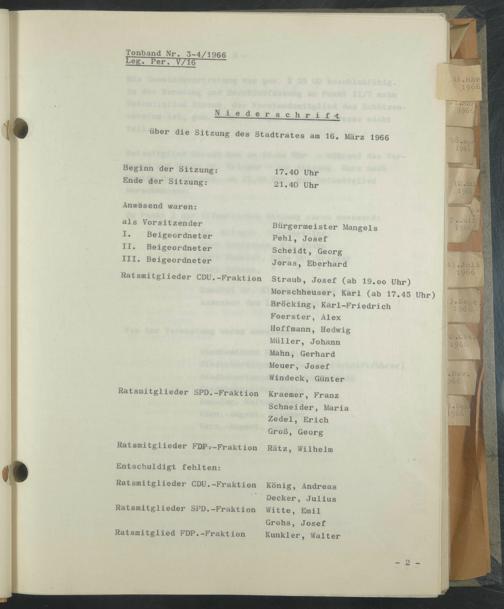 Tonband Nr. 3-4/1966
Leg. Per. V/16
Niederschrift
über die Sitzung des Stadtrates am 16. März 1966
Beginn der Sitzung: 17.40 Uhr
Ende der Sitzung: 21.40 Uhr
Anwesend waren:
als Vorsitzender Bürgermeister Mangels
I. Beigeordneter Pehl, Josef
II. Beigeordneter Scheidt, Georg
III. Beigeordneter Joras, Eberhard
Ratsmitglieder CDU.-Fraktion Straub, Josef (ab 19.oo Uhr)
Morschheuser, Karl (ab 17.45 Uhr)
Bröcking, Karl-Friedrich
Foerster, Alex
Hoffmann, Hedwig
Müller, Johann
Mahn, Gerhard
Meuer, Josef
Windeck, Günter
Ratsmitglieder SPD.-Fraktion Kraemer, Franz
Schneider, Maria
Zedel, Erich
Groß, Georg
Ratsmitglieder FDP.-Fraktion Rätz, Wilhelm
Entschuldigt fehlten:
Ratsmitglieder CDU.-Fraktion König, Andreas
Decker, Julius
Ratsmitglieder SPD.-Fraktion Witte, Emil
Grohs, Josef
Ratsmitglied FDP.-Fraktion Kunkler, Walter
- 2 -